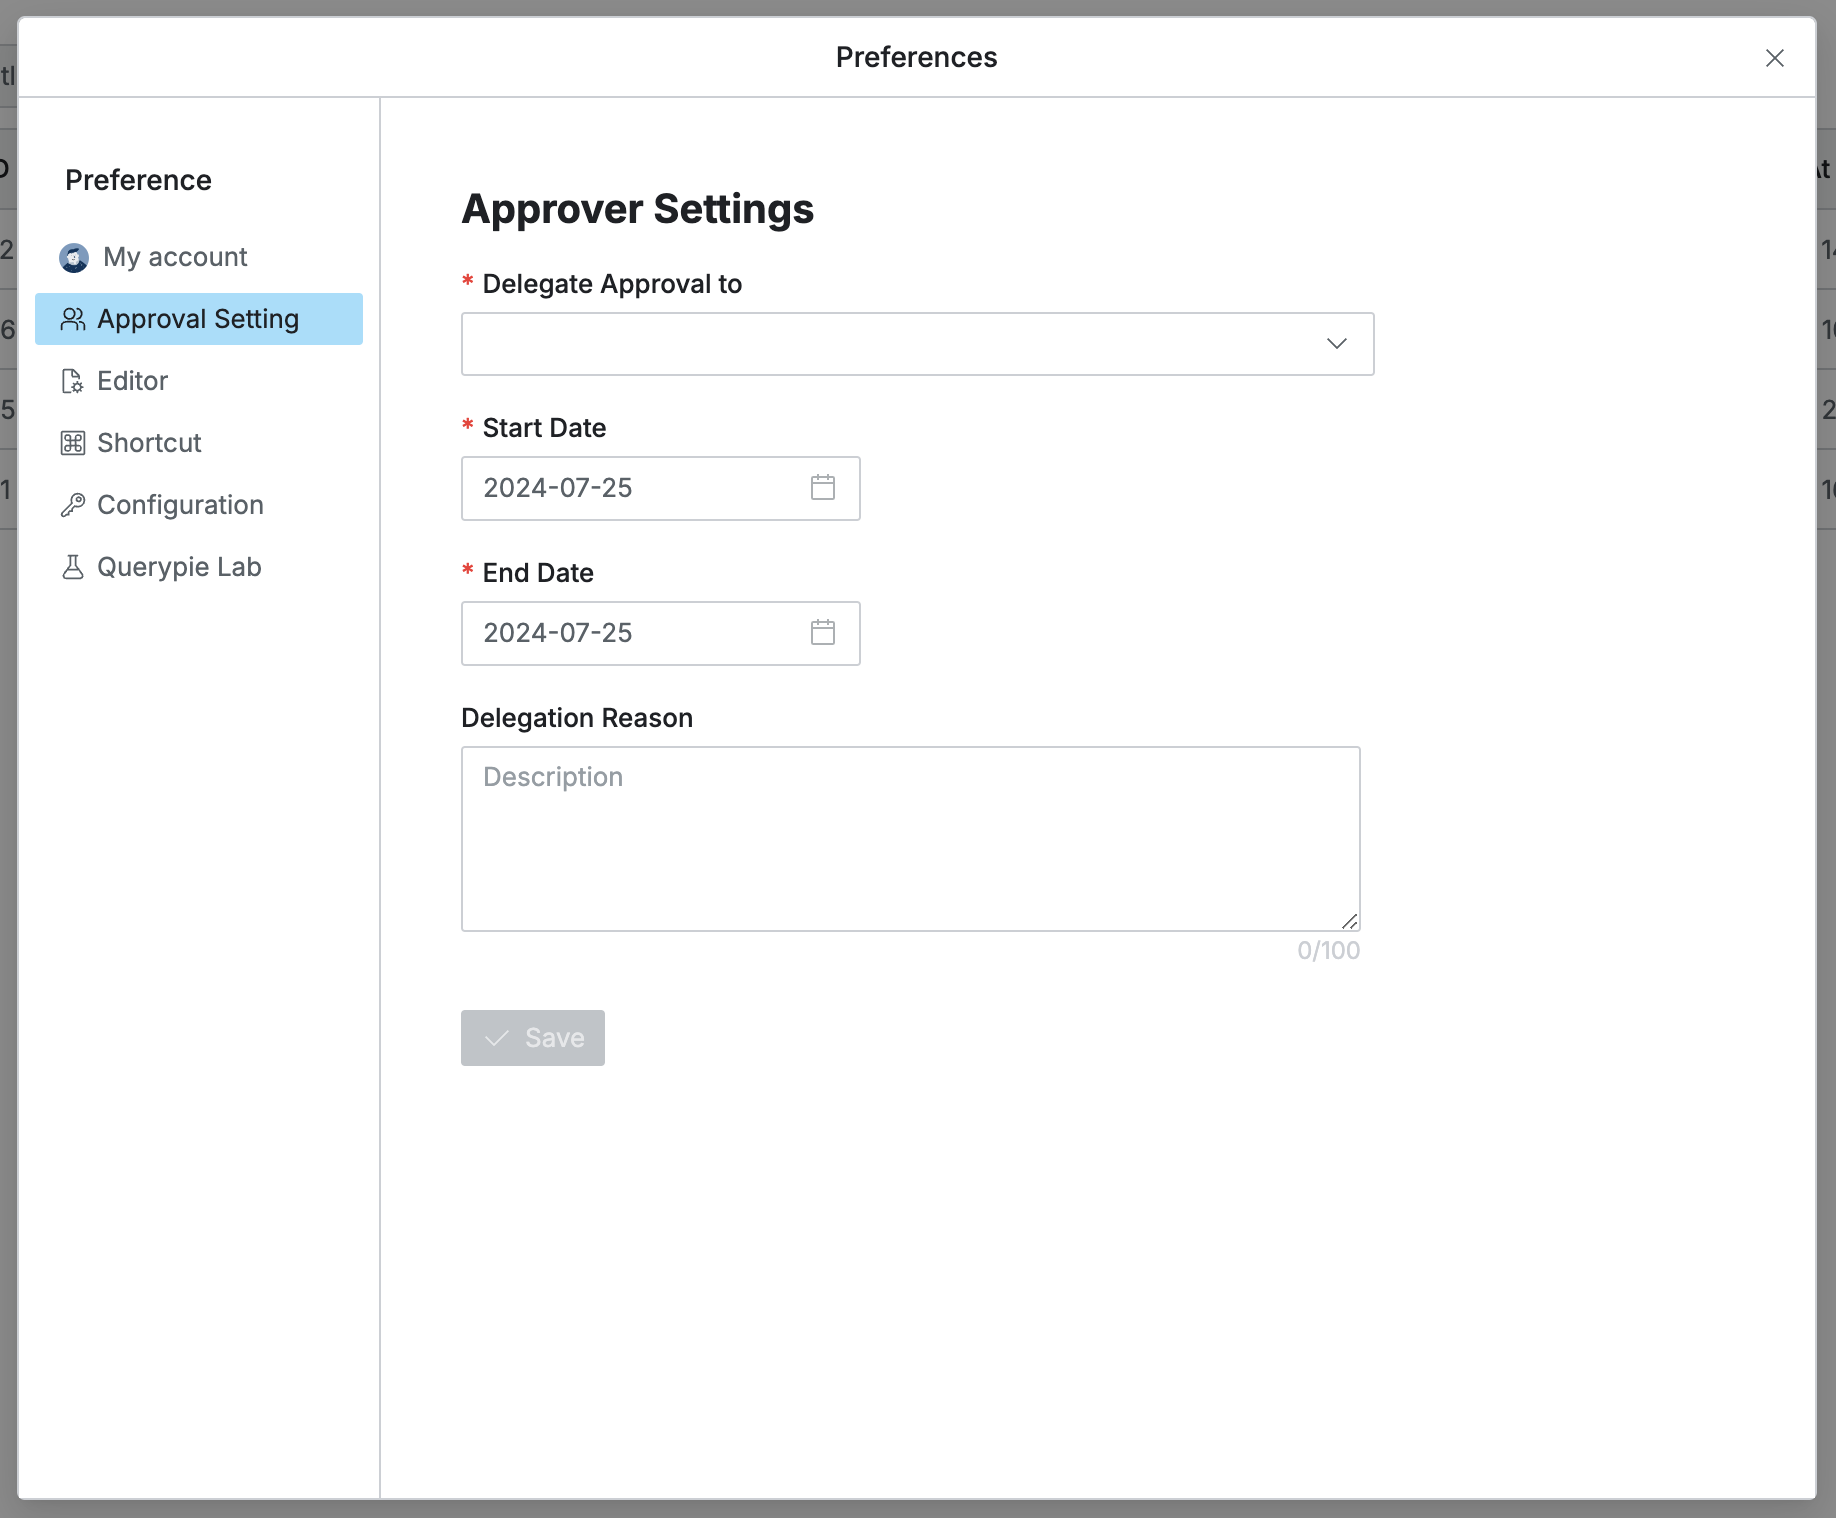 Preferences
Preference
My account
Approval Setting
Editor
Shortcut
Configuration
Querypie Lab
Approver Settings
* Delegate Approval to
* Start Date
2024-07-25
* End Date
2024-07-25
Delegation Reason
Description
0/100
Save